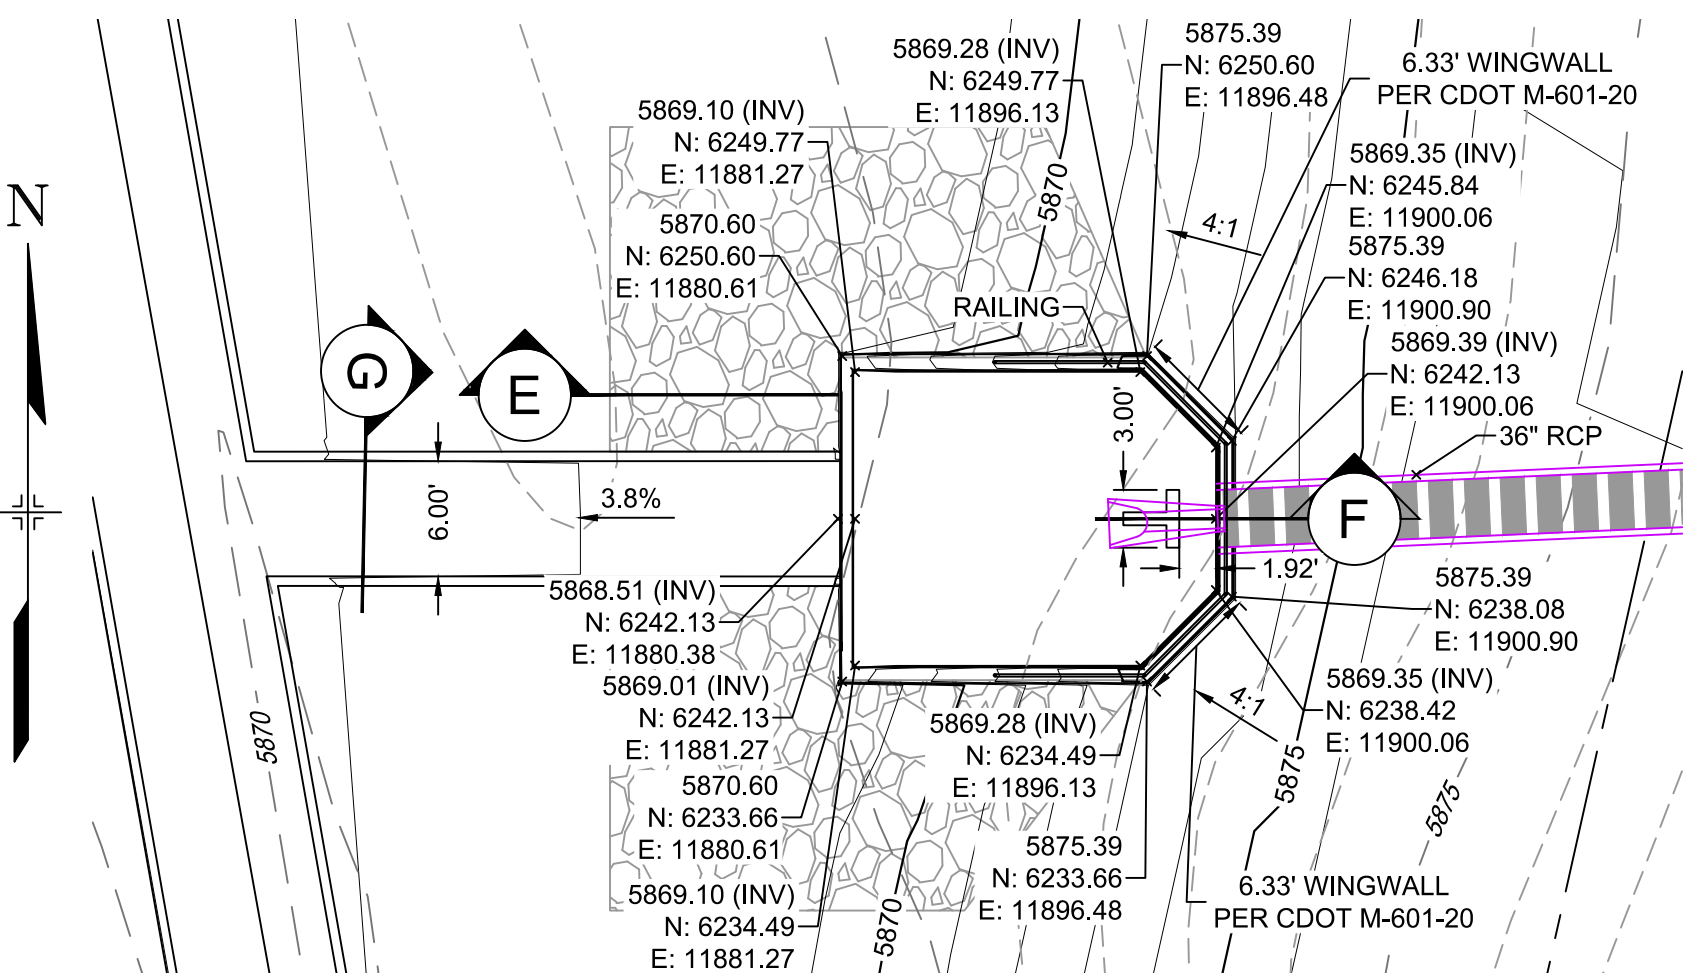 5869.28 (INV)
N: 6249.77
E: 11896.13
5875.39
N: 6250.60
E: 11896.48
6.33' WINGWALL
PER CDOT M-601-20
5869.10 (INV)
N: 6249.77
E: 11881.27
5869.35 (INV)
N: 6245.84
E: 11900.06
N
5870
4:1
5870.60
N: 6250.60
E: 11880.61
5875.39
N: 6246.18
E: 11900.90
RAILING
5869.39 (INV)
N: 6242.13
E: 11900.06
G
E
3.00'
36" RCP
6.00'
3.8%
F
1.92'
5868.51 (INV)
N: 6242.13
E: 11880.38
5875.39
N: 6238.08
E: 11900.90
5869.01 (INV)
N: 6242.13
E: 11881.27
5869.35 (INV)
N: 6238.42
E: 11900.06
4:1
5870
5869.28 (INV)
N: 6234.49
E: 11896.13
5875
5875
5870.60
N: 6233.66
E: 11880.61
5875.39
N: 6233.66
E: 11896.48
5869.10 (INV)
N: 6234.49
E: 11881.27
5870
6.33' WINGWALL
PER CDOT M-601-20